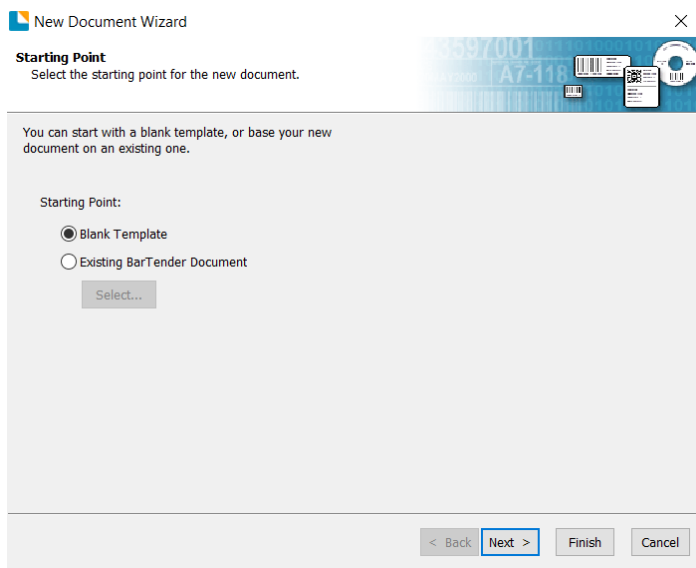 New Document Wizard
Starting Point
Select the starting point for the new document.
3597001
A7-118
You can start with a blank template, or base your new
document on an existing one.
Starting Point:
Blank Template
Existing BarTender Document
Select...
< Back
Next >
Finish
Cancel